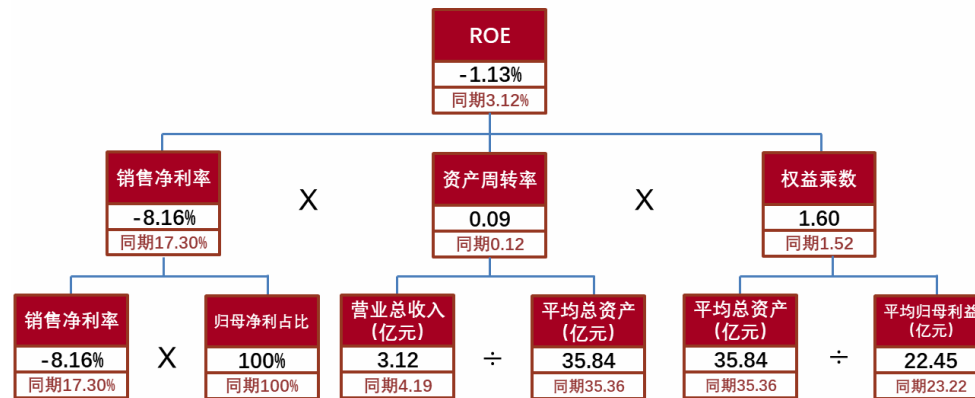 ROE
-1.13%
同期3.12%
销售净利率
-8.16%
同期17.30%
X
资产周转率
0.09
同期0.12
X
权益乘数
1.60
同期1.52
销售净利率
-8.16%
同期17.30%
X
归母净利占比
100%
同期100%
营业总收入
(亿元)
3.12
同期4.19
÷
平均总资产
(亿元)
35.84
同期35.36
平均总资产
(亿元)
35.84
同期35.36
÷
平均归母利益
(亿元)
22.45
同期23.22